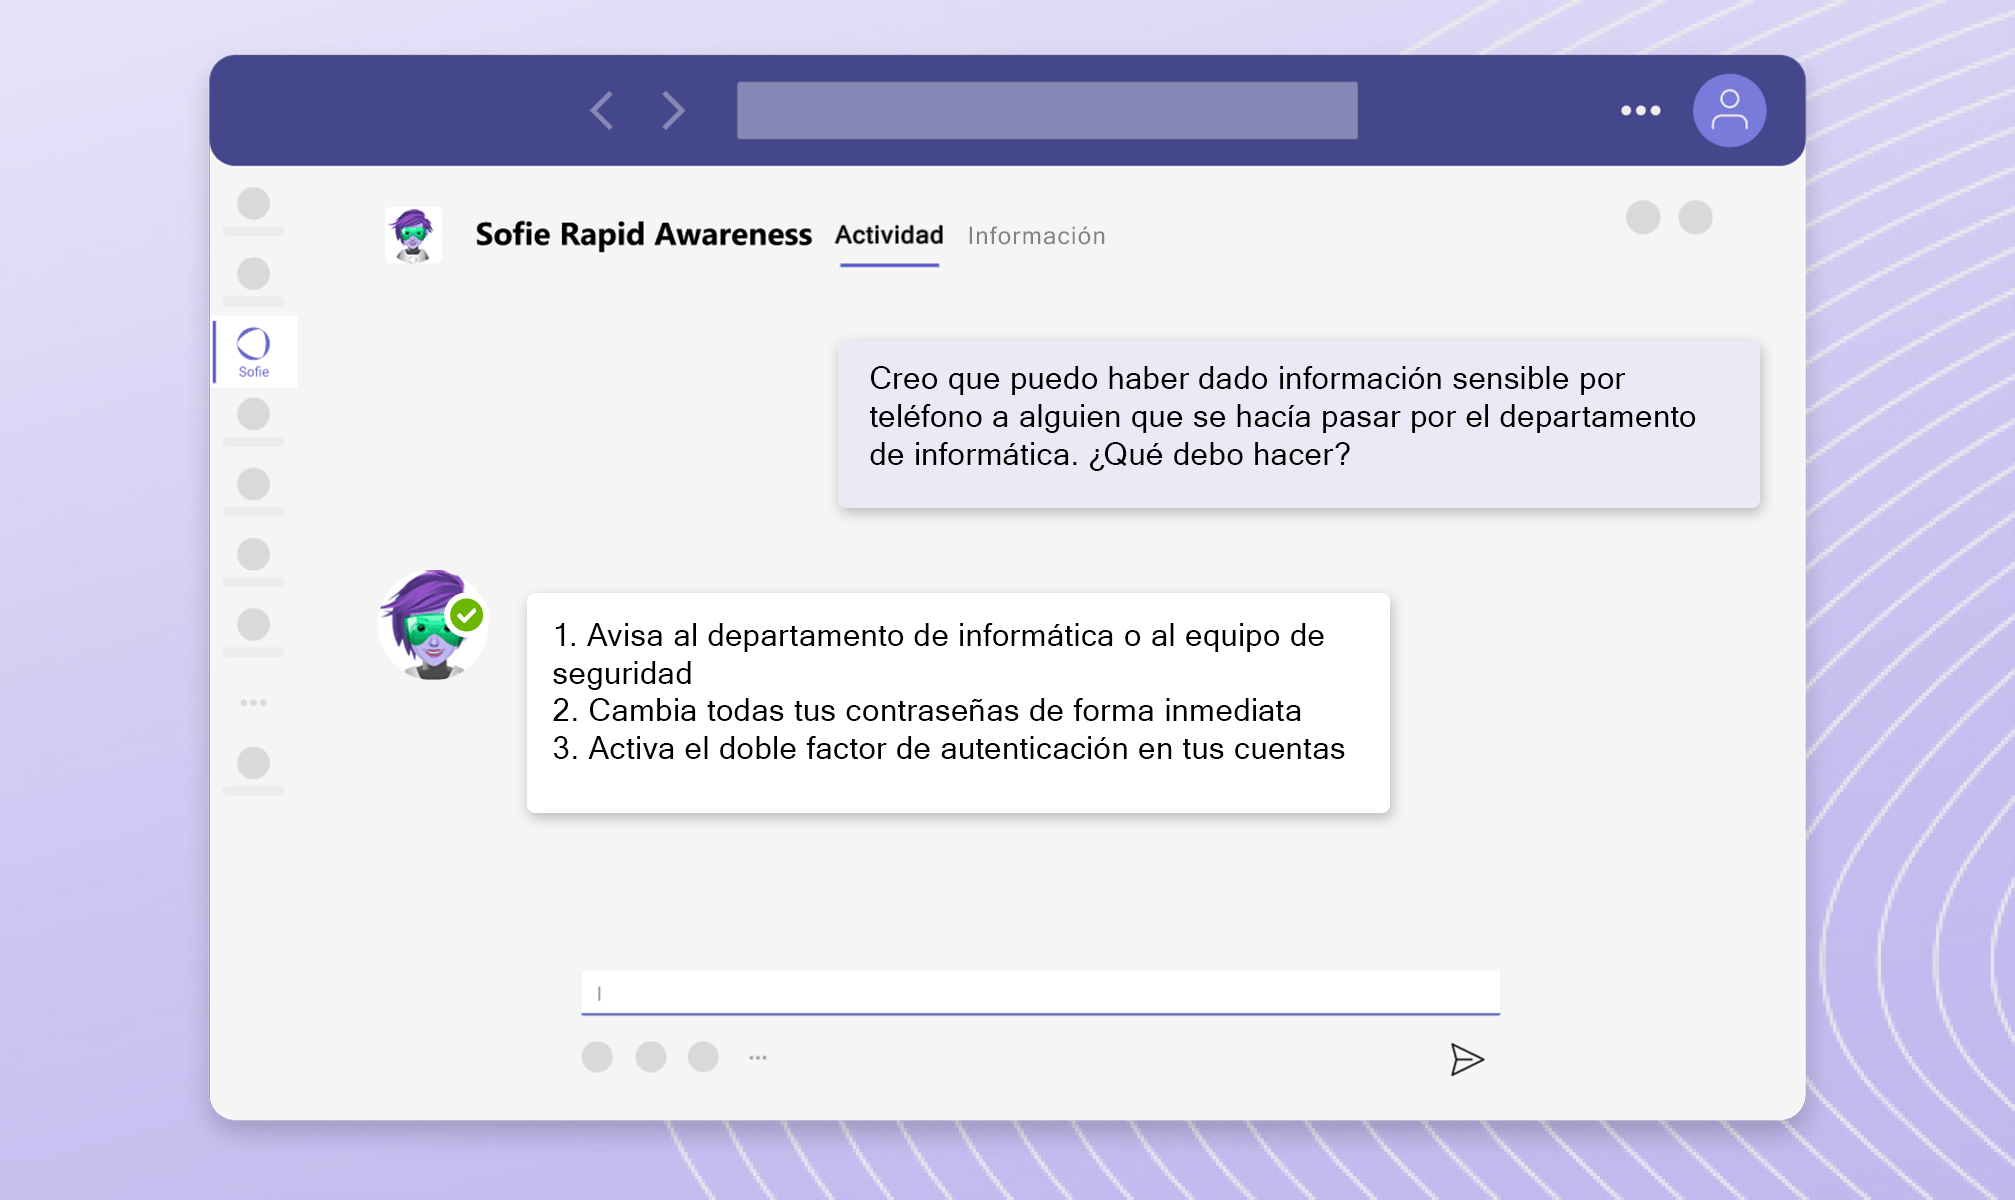 Sofie Rapid Awareness Actividad Información
Sofie
Creo que puedo haber dado información sensible por
teléfono a alguien que se hacía pasar por el departamento
de informática. ¿Qué debo hacer?
1. Avisa al departamento de informática o al equipo de
seguridad
2. Cambia todas tus contraseñas de forma inmediata
3. Activa el doble factor de autenticación en tus cuentas